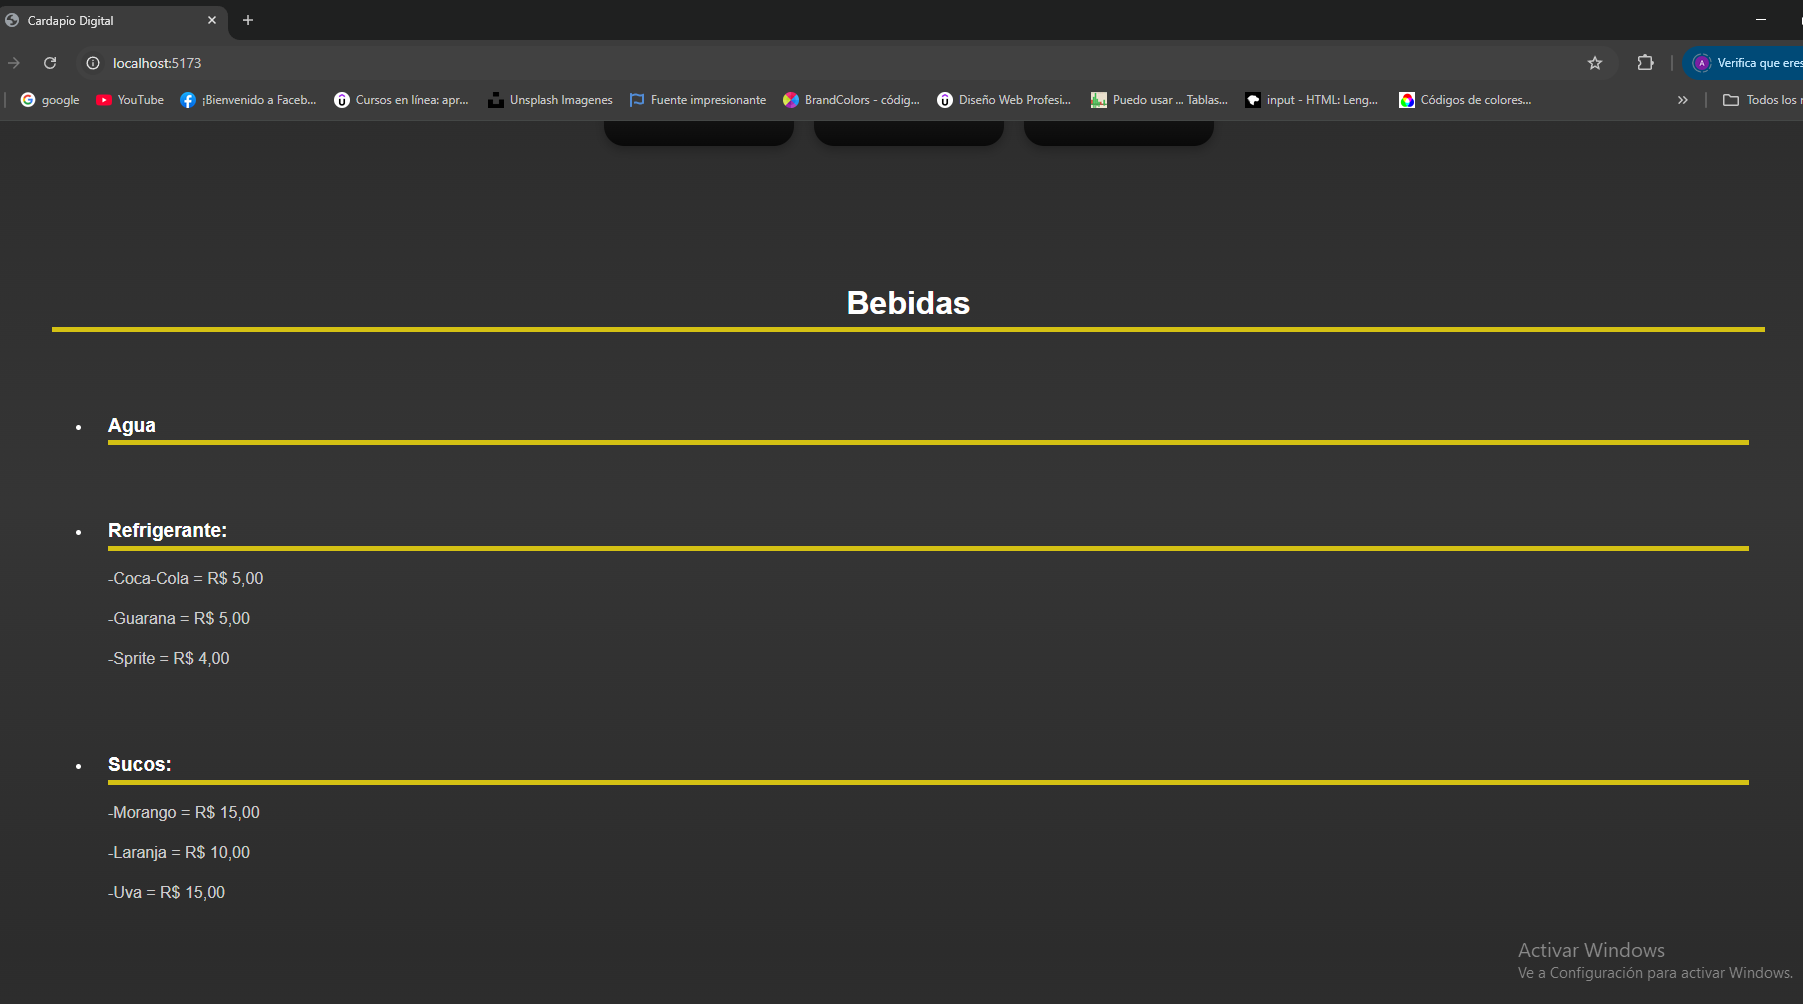 Cardapio Digital
localhost:5173
Verifica que eres
google
YouTube
¡Bienvenido a Faceb...
Cursos en línea: apr...
Unsplash Imagenes
Fuente impresionante
BrandColors - códig...
Diseño Web Profesi...
Puedo usar ... Tablas...
input - HTML: Leng...
Códigos de colores...
Todos los
Bebidas
Agua
Refrigerante:
-Coca-Cola = R$ 5,00
-Guarana = R$ 5,00
-Sprite = R$ 4,00
Sucos:
-Morango = R$ 15,00
-Laranja = R$ 10,00
-Uva = R$ 15,00
Activar Windows
Ve a Configuración para activar Windows.